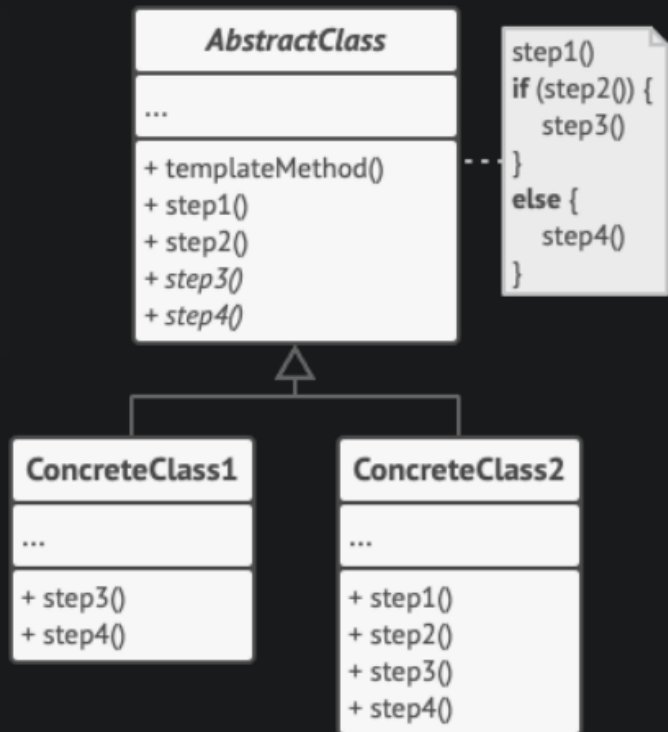 AbstractClass
...
+ templateMethod()
+ step1()
+ step2()
+ step3()
+ step4()
step1()
if (step2()) {
step3()
}
else {
step4()
}
ConcreteClass1
...
+ step3()
+ step4()
ConcreteClass2
...
+ step1()
+ step2()
+ step3()
+ step4()